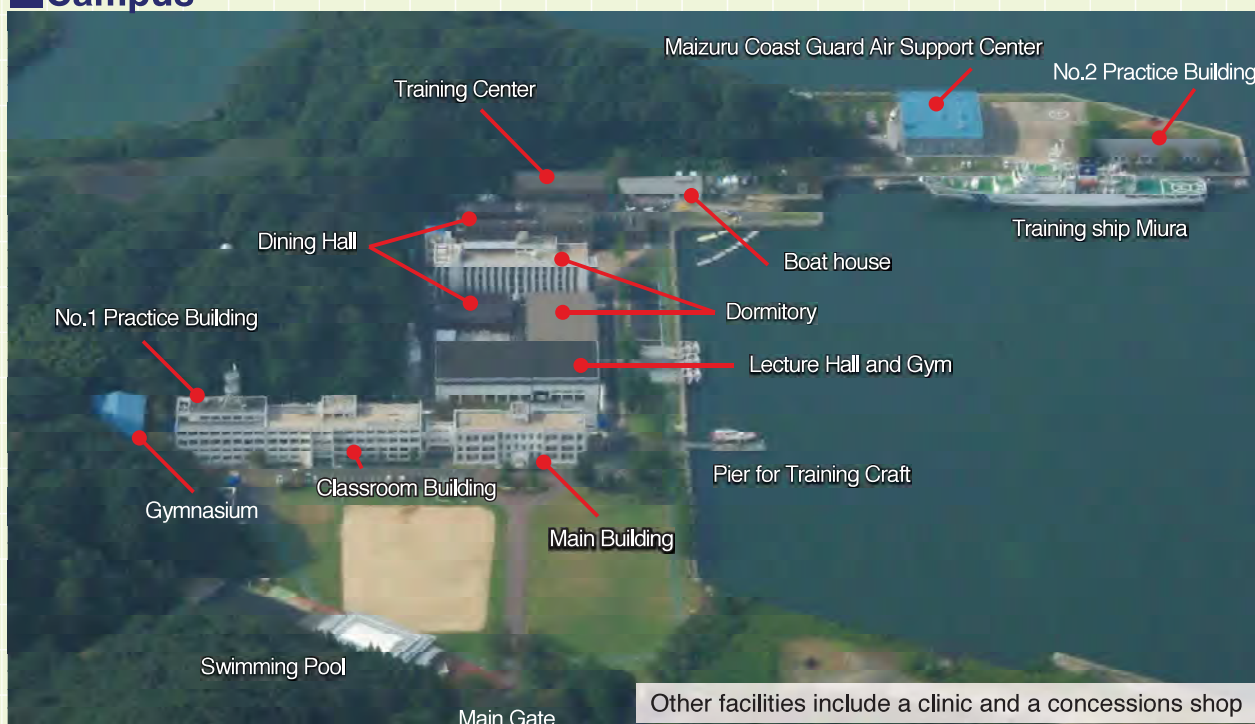 Campus
Maizuru Coast Guard Air Support Center
No.2 Practice Building
Training Center
Training ship Miura
Dining Hall
Boat house
Dormitory
No.1 Practice Building
Lecture Hall and Gym
Pier for Training Craft
Classroom Building
Gymnasium
Main Building
Swimming Pool
Other facilities include a clinic and a concessions shop
Main Gate